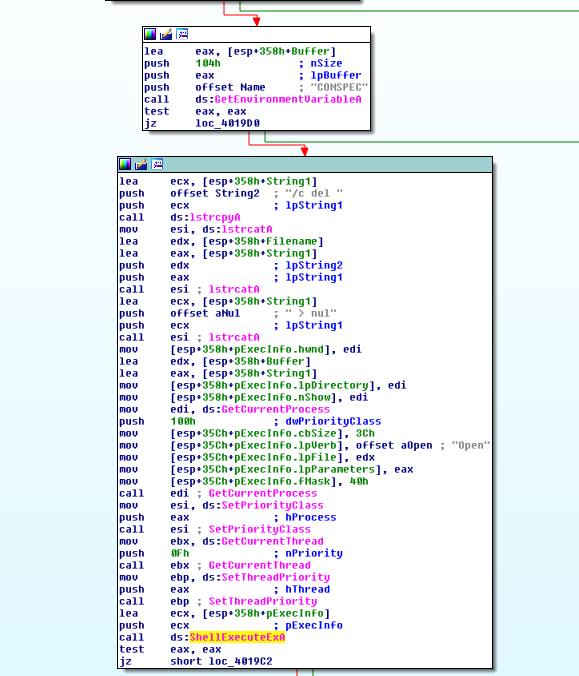 lea eax, [esp+358h+Buffer]
push 104h ; nSize
push eax ; lpBuffer
push offset Name ; "COMSPEC"
call ds:GetEnvironmentVariableA
test eax, eax
jz loc_4019D0
lea ecx, [esp+358h+String1]
push offset String2 ; "/c del "
push ecx ; lpString1
call ds:lstrcpyA
mov esi, ds:lstrcatA
lea edx, [esp+358h+Filename]
lea eax, [esp+358h+String1]
push edx ; lpString2
push eax ; lpString1
call esi ; lstrcatA
lea ecx, [esp+358h+String1]
push offset aNul ; " > nul"
push ecx ; lpString1
call esi ; lstrcatA
mov [esp+358h+pExecInfo.hwnd], edi
lea edx, [esp+358h+Buffer]
lea eax, [esp+358h+String1]
mov [esp+358h+pExecInfo.lpDirectory], edi
mov [esp+358h+pExecInfo.nShow], edi
mov edi, ds:GetCurrentProcess
push 100h ; dwPriorityClass
mov [esp+35Ch+pExecInfo.cbSize], 3Ch
mov [esp+35Ch+pExecInfo.lpVerb], offset aOpen ; "Open"
mov [esp+35Ch+pExecInfo.lpFile], edx
mov [esp+35Ch+pExecInfo.lpParameters], eax
mov [esp+35Ch+pExecInfo.fMask], 40h
call edi ; GetCurrentProcess
mov esi, ds:SetPriorityClass
push eax ; hProcess
call esi ; SetPriorityClass
mov ebx, ds:GetCurrentThread
push 0Fh ; nPriority
call ebx ; GetCurrentThread
mov ebp, ds:SetThreadPriority
push eax ; hThread
call ebp ; SetThreadPriority
lea ecx, [esp+358h+pExecInfo]
push ecx ; pExecInfo
call ds:ShellExecuteExA
test eax, eax
jz short loc_4019C2